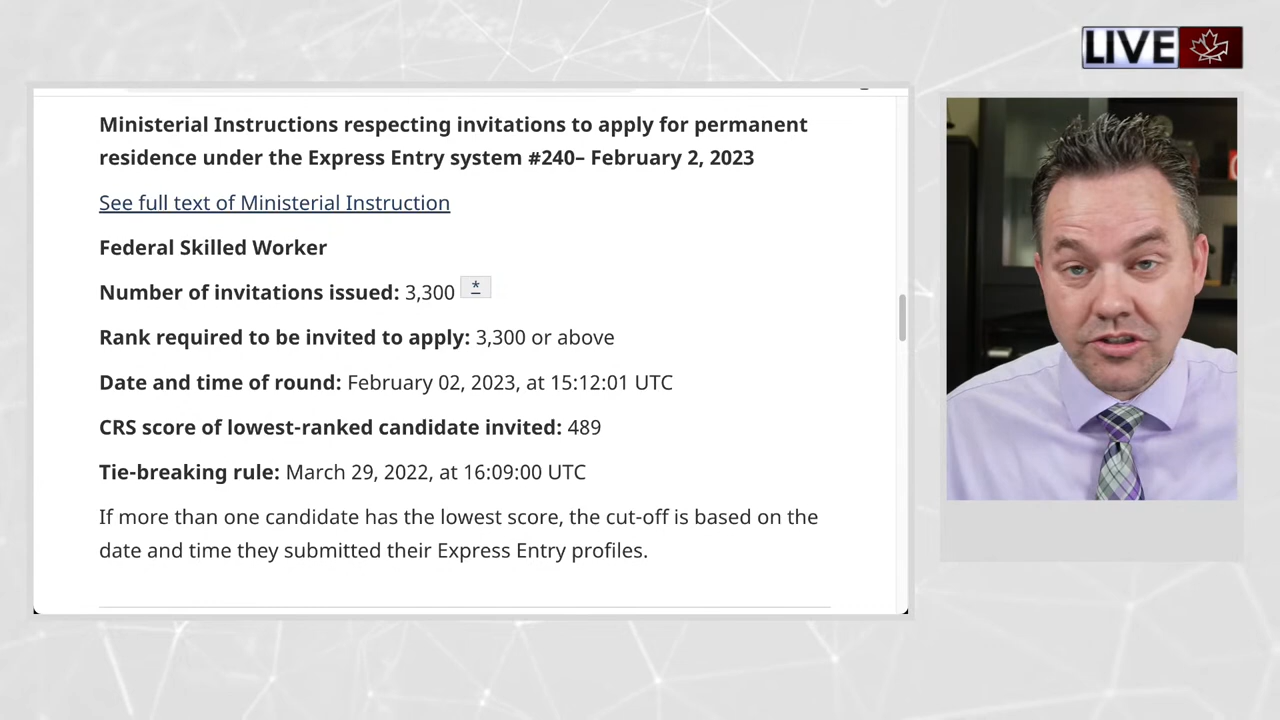 LIVE
Ministerial Instructions respecting invitations to apply for permanent
residence under the Express Entry system #240– February 2, 2023
See full text of Ministerial Instruction
Federal Skilled Worker
Number of invitations issued: 3,300 *
Rank required to be invited to apply: 3,300 or above
Date and time of round: February 02, 2023, at 15:12:01 UTC
CRS score of lowest-ranked candidate invited: 489
Tie-breaking rule: March 29, 2022, at 16:09:00 UTC
If more than one candidate has the lowest score, the cut-off is based on the
date and time they submitted their Express Entry profiles.